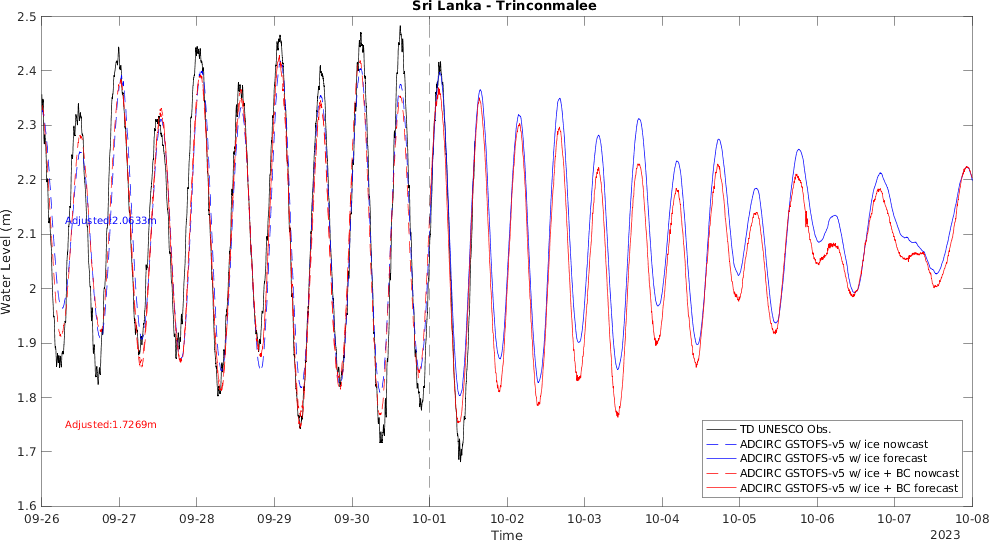 Sri Lanka - Trinconmalee
2.5
2.4
2.3
2.2
2.1
2
1.9
1.8
1.7
1.6
Water Level (m)
Adjusted:2.0633m
Adjusted:1.7269m
TD UNESCO Obs.
ADCIRC GSTOFS-v5 w/ ice nowcast
ADCIRC GSTOFS-v5 w/ ice forecast
ADCIRC GSTOFS-v5 w/ ice + BC nowcast
ADCIRC GSTOFS-v5 w/ ice + BC forecast
09-26 09-27 09-28 09-29 09-30 10-01 10-02 10-03 10-04 10-05 10-06 10-07 10-08
Time
2023